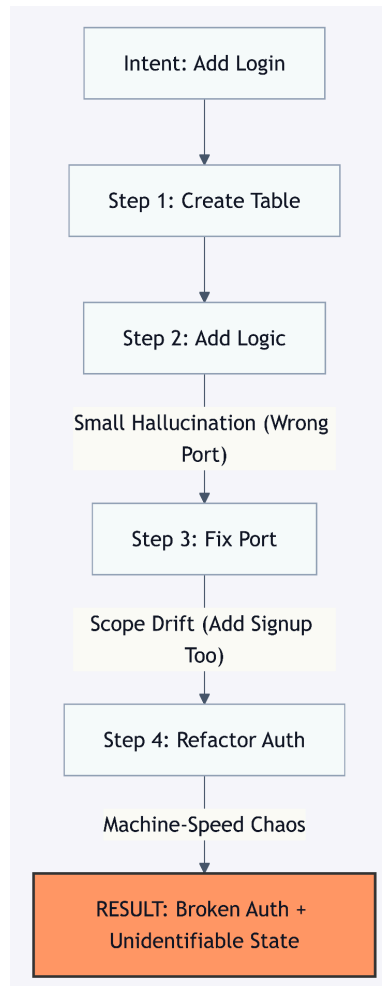 Intent: Add Login
Step 1: Create Table
Step 2: Add Logic
Small Hallucination (Wrong
Port)
Step 3: Fix Port
Scope Drift (Add Signup
Too)
Step 4: Refactor Auth
Machine-Speed Chaos
RESULT: Broken Auth +
Unidentifiable State